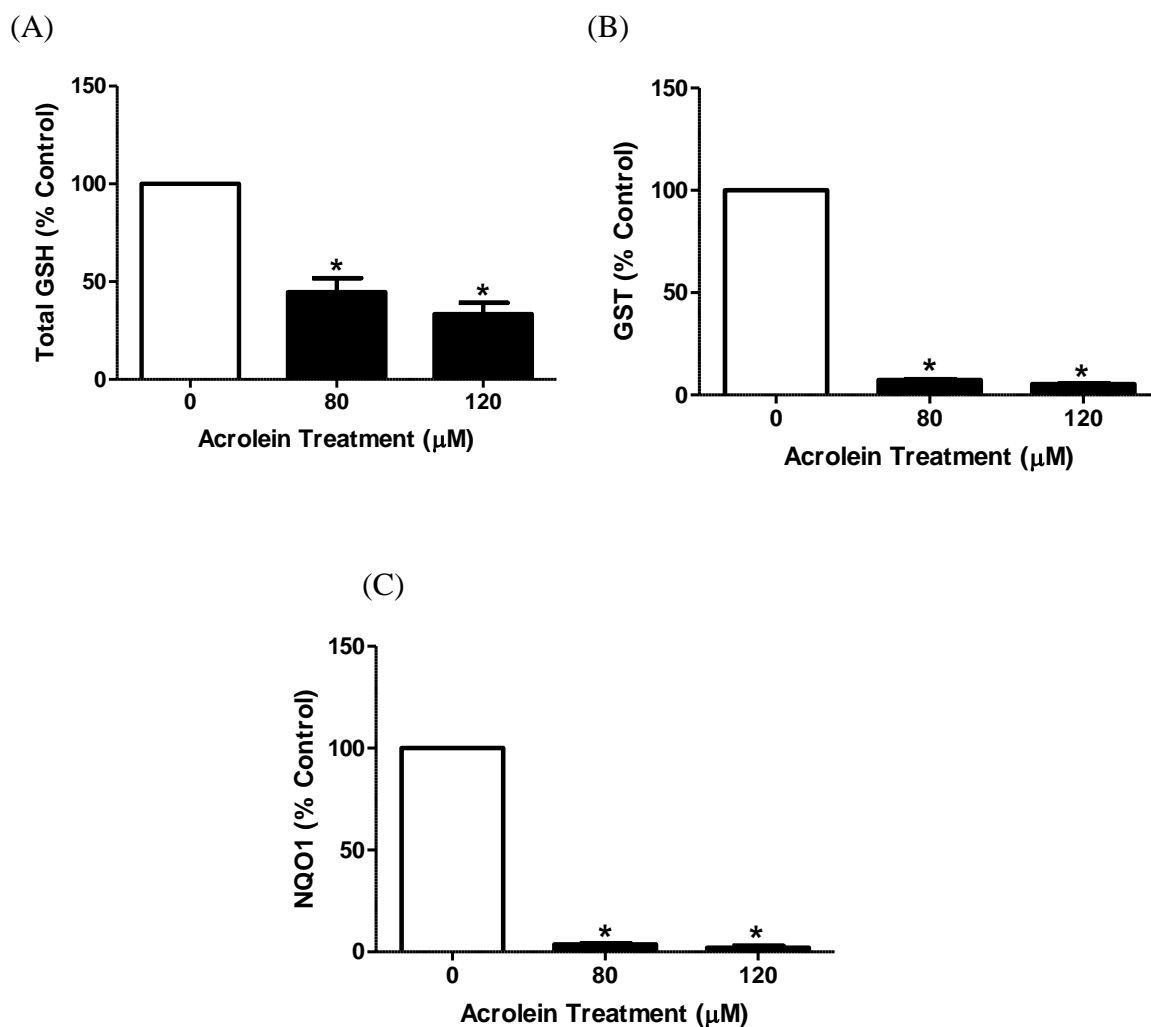 (A)
Total GSH (% Control)
150
100
50
0
*
*
0 80 120
Acrolein Treatment (μM)
(B)
GST (% Control)
150
100
50
0
*
*
0 80 120
Acrolein Treatment (μM)
(C)
NQO1 (% Control)
150
100
50
0
*
*
0 80 120
Acrolein Treatment (μM)